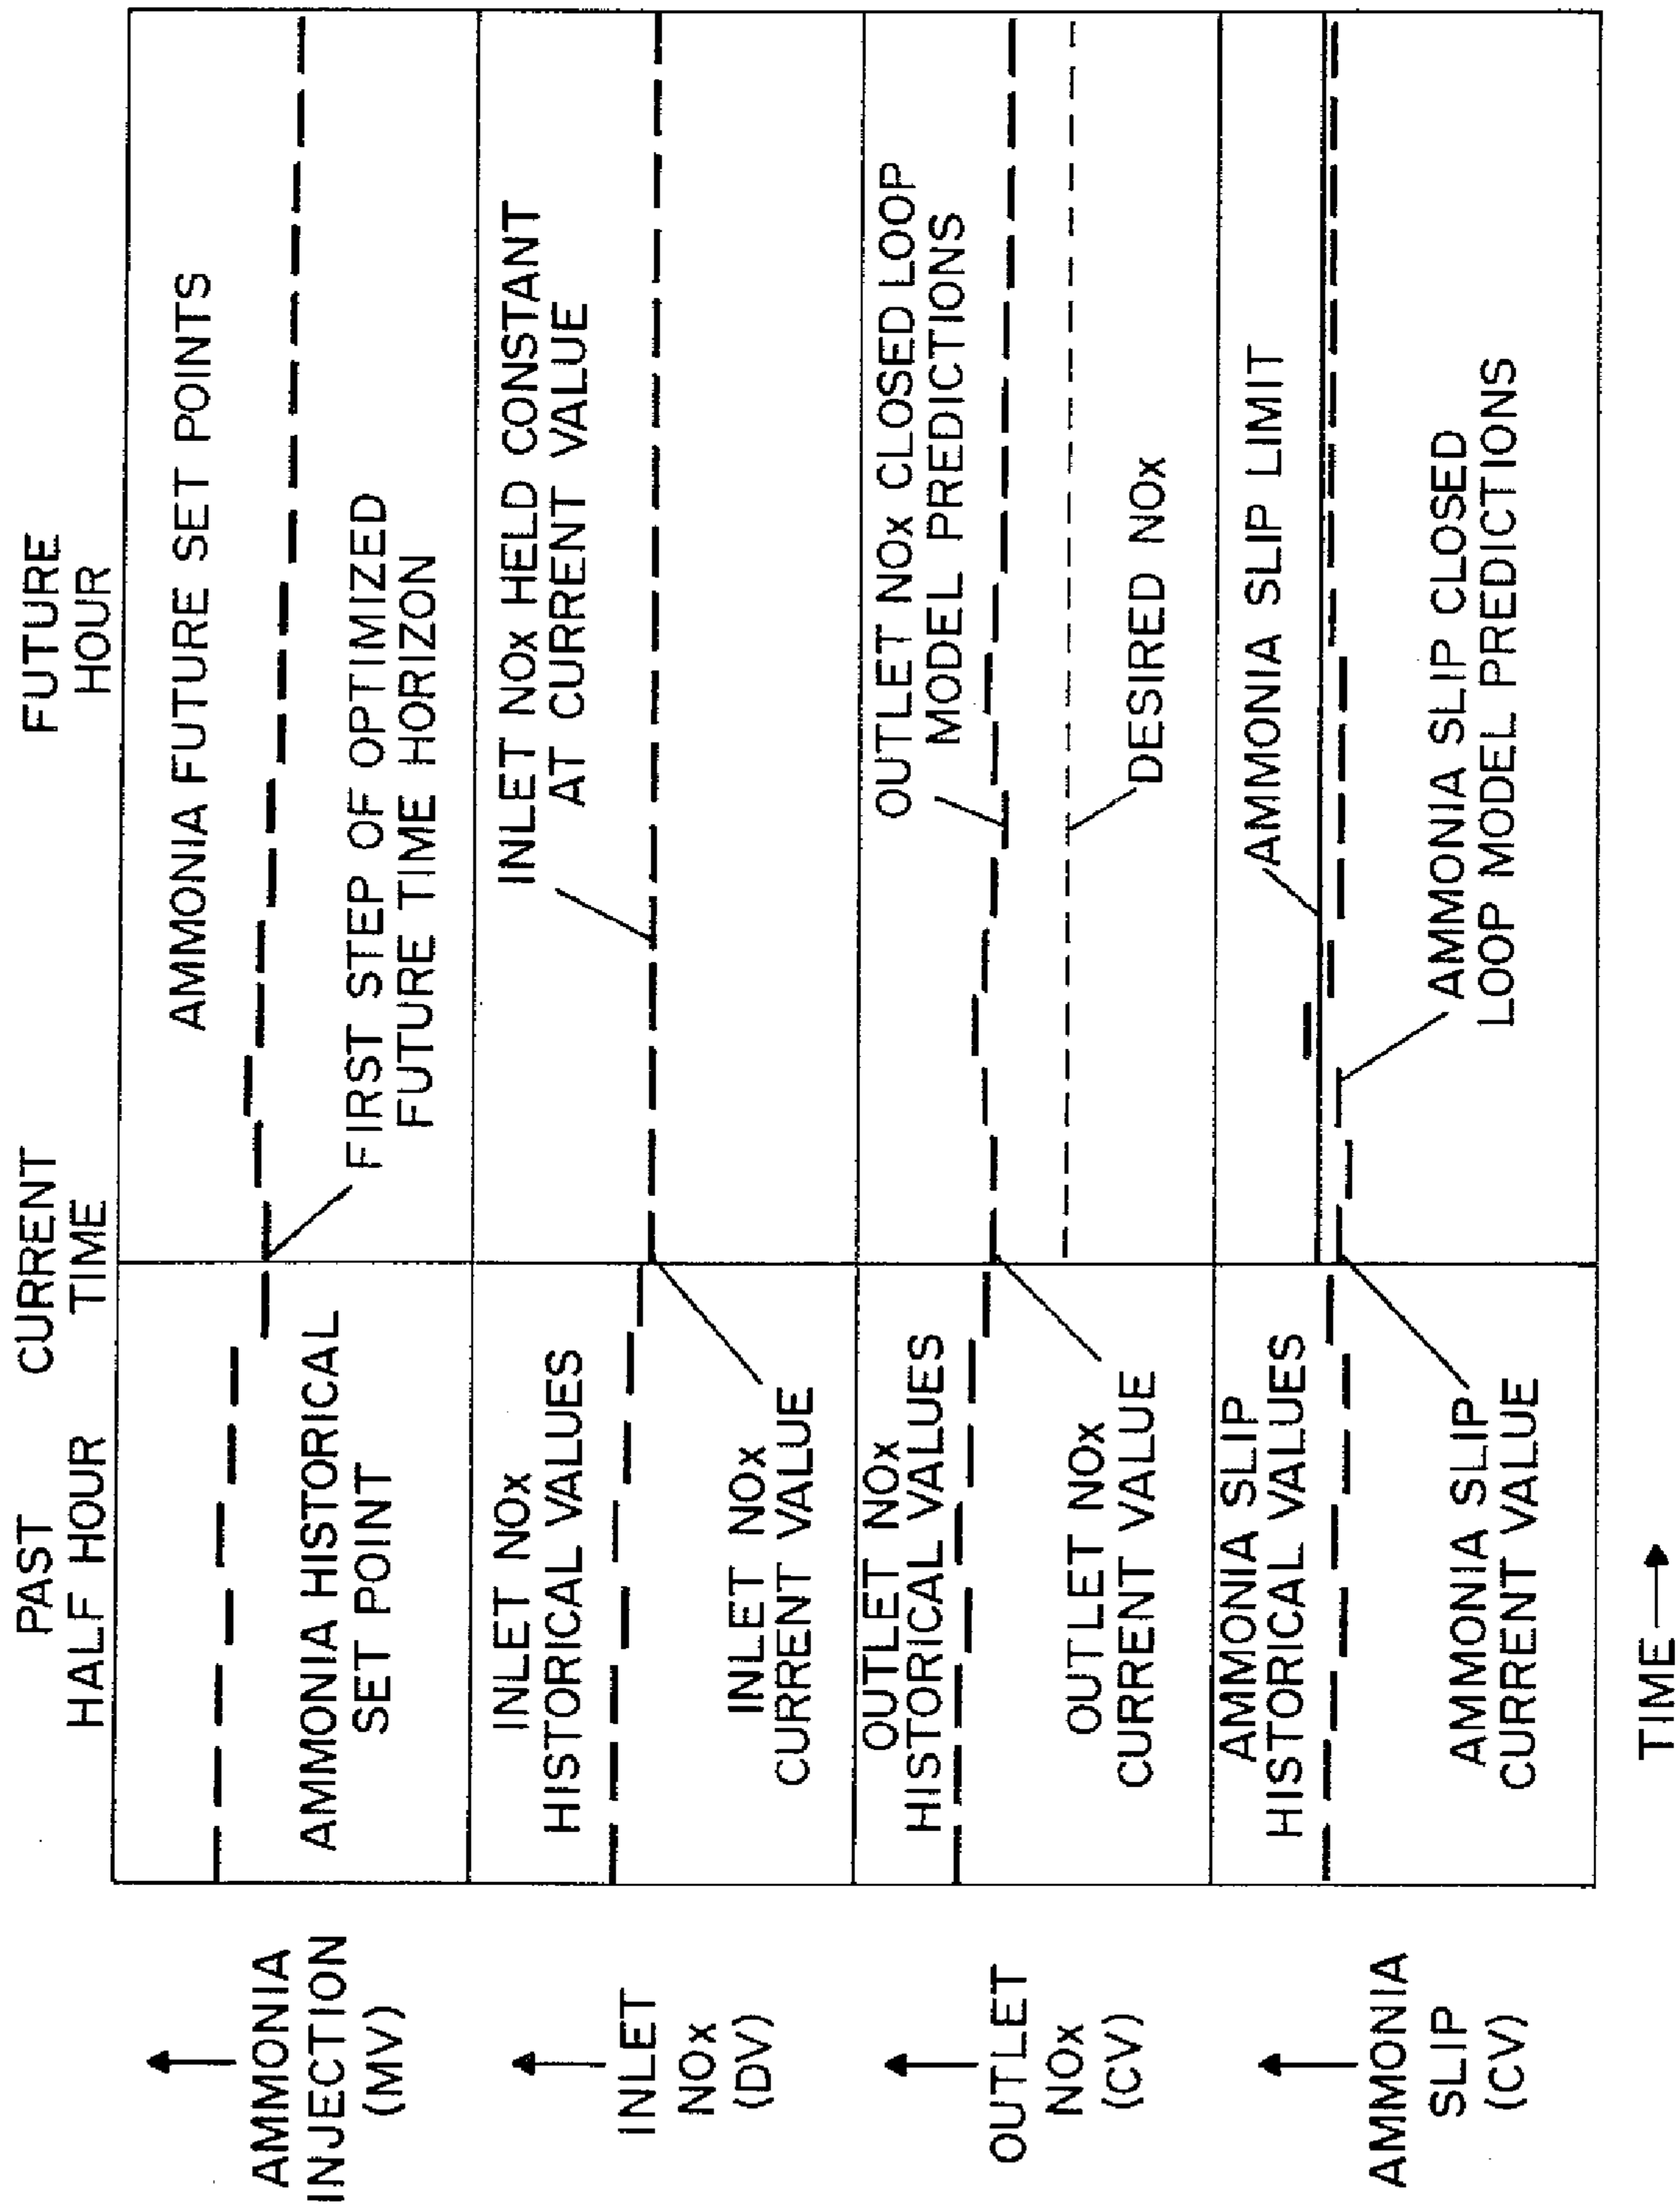 PAST
HALF HOUR
CURRENT
TIME
FUTURE
HOUR
AMMONIA
INJECTION
(MV)
AMMONIA HISTORICAL
SET POINT
AMMONIA FUTURE SET POINTS
FIRST STEP OF OPTIMIZED
FUTURE TIME HORIZON
INLET
NOx
(DV)
INLET NOx
HISTORICAL VALUES
INLET NOx
CURRENT VALUE
INLET NOx HELD CONSTANT
AT CURRENT VALUE
OUTLET
NOx
(CV)
OUTLET NOx
HISTORICAL VALUES
OUTLET NOx
CURRENT VALUE
OUTLET NOx CLOSED LOOP
MODEL PREDICTIONS
DESIRED NOx
AMMONIA
SLIP
(CV)
AMMONIA SLIP
HISTORICAL VALUES
AMMONIA SLIP
CURRENT VALUE
AMMONIA SLIP LIMIT
AMMONIA SLIP CLOSED
LOOP MODEL PREDICTIONS
TIME